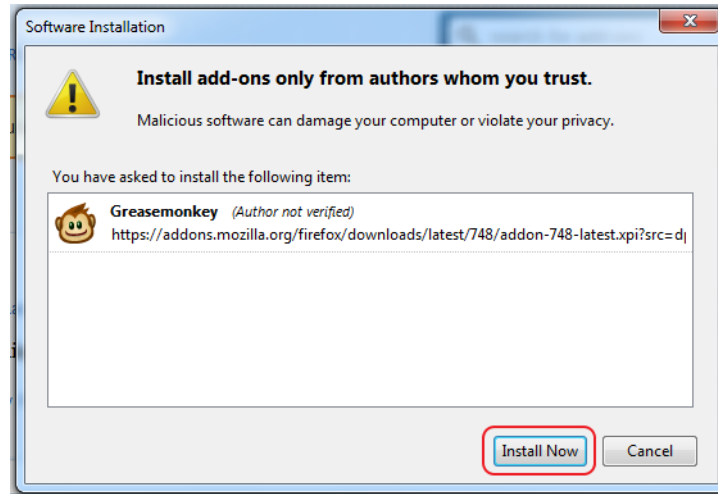 Software Installation
Install add-ons only from authors whom you trust.
Malicious software can damage your computer or violate your privacy.
You have asked to install the following item:
Greasemonkey (Author not verified)
https://addons.mozilla.org/firefox/downloads/latest/748/addon-748-latest.xpi?src=d
Install Now Cancel